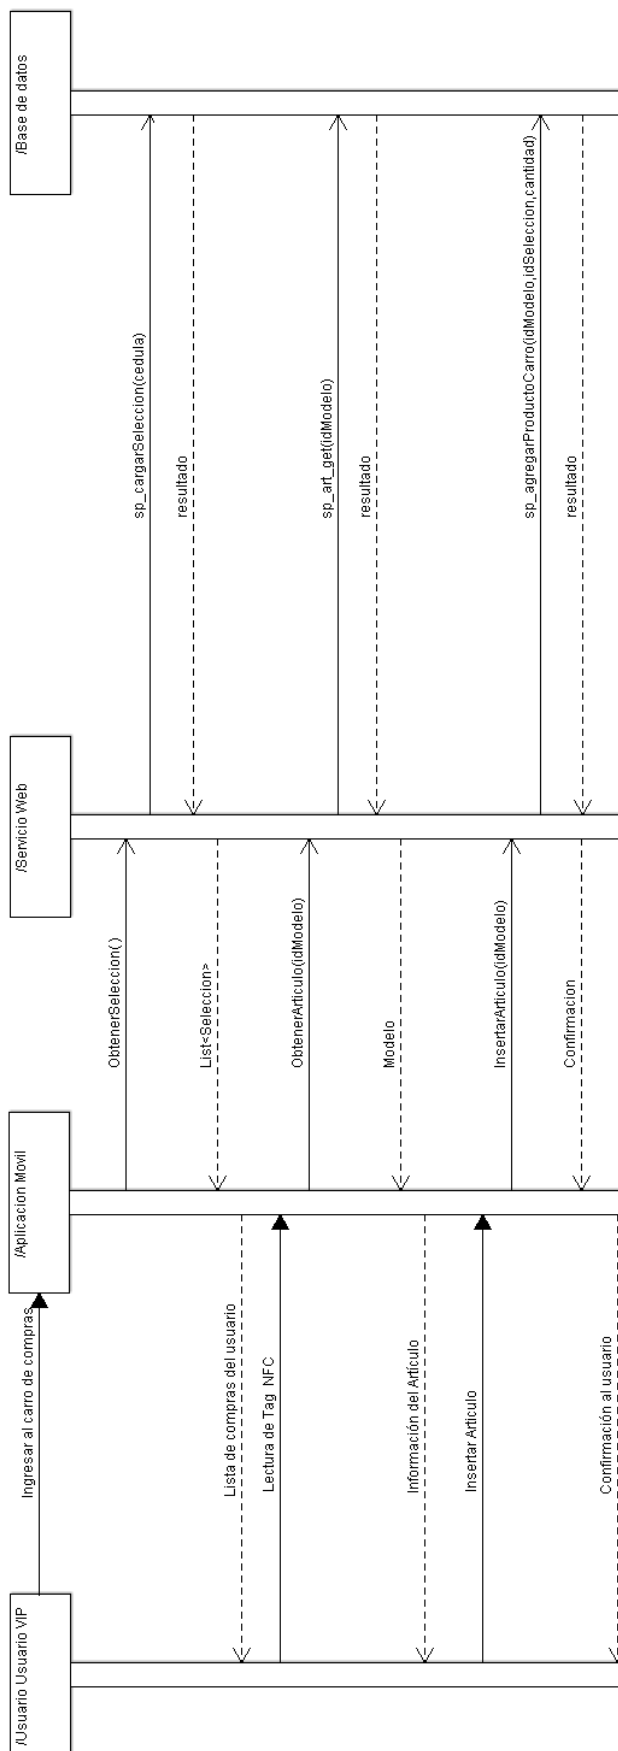 /Usuario Usuario VIP
/Aplicacion Movil
/Servicio Web
/Base de datos
Ingresar al carro de compras
ObtenerSeleccion( )
sp_cargarSeleccion(cedula)
resultado
List<Seleccion>
Lista de compras del usuario
Lectura de Tag NFC
ObtenerArticulo(idModelo)
sp_art_get(idModelo)
resultado
Modelo
Información del Artículo
Insertar Articulo
InsertarArticulo(idModelo)
sp_agregarProductoCarro(idModelo,idSeleccion,cantidad)
resultado
Confirmacion
Confirmación al usuario